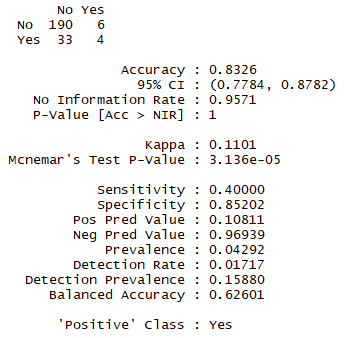 No Yes
No 190 6
Yes 33 4
Accuracy : 0.8326
95% CI : (0.7784, 0.8782)
No Information Rate : 0.9571
P-Value [Acc > NIR] : 1
Kappa : 0.1101
Mcnemar's Test P-Value : 3.136e-05
Sensitivity : 0.40000
Specificity : 0.85202
Pos Pred Value : 0.10811
Neg Pred Value : 0.96939
Prevalence : 0.04292
Detection Rate : 0.01717
Detection Prevalence : 0.15880
Balanced Accuracy : 0.62601
'Positive' Class : Yes